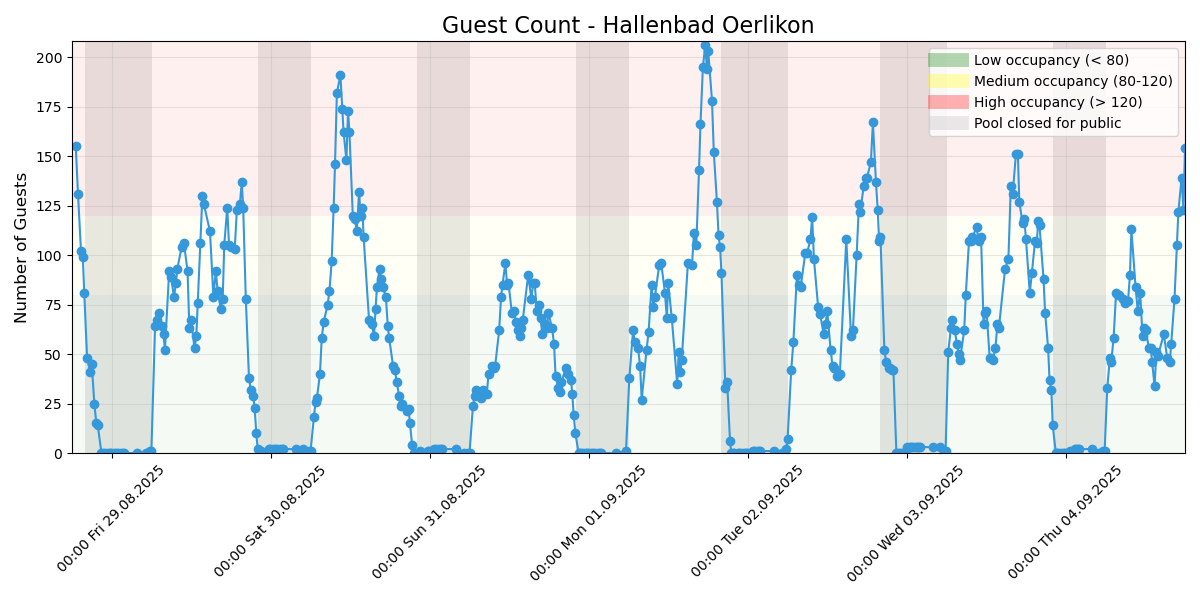 Guest Count - Hallenbad Oerlikon
Number of Guests
200
175
150
125
100
75
50
25
0
Low occupancy (< 80)
Medium occupancy (80-120)
High occupancy (> 120)
Pool closed for public
00:00 Fri 29.08.2025
00:00 Sat 30.08.2025
00:00 Sun 31.08.2025
00:00 Mon 01.09.2025
00:00 Tue 02.09.2025
00:00 Wed 03.09.2025
00:00 Thu 04.09.2025